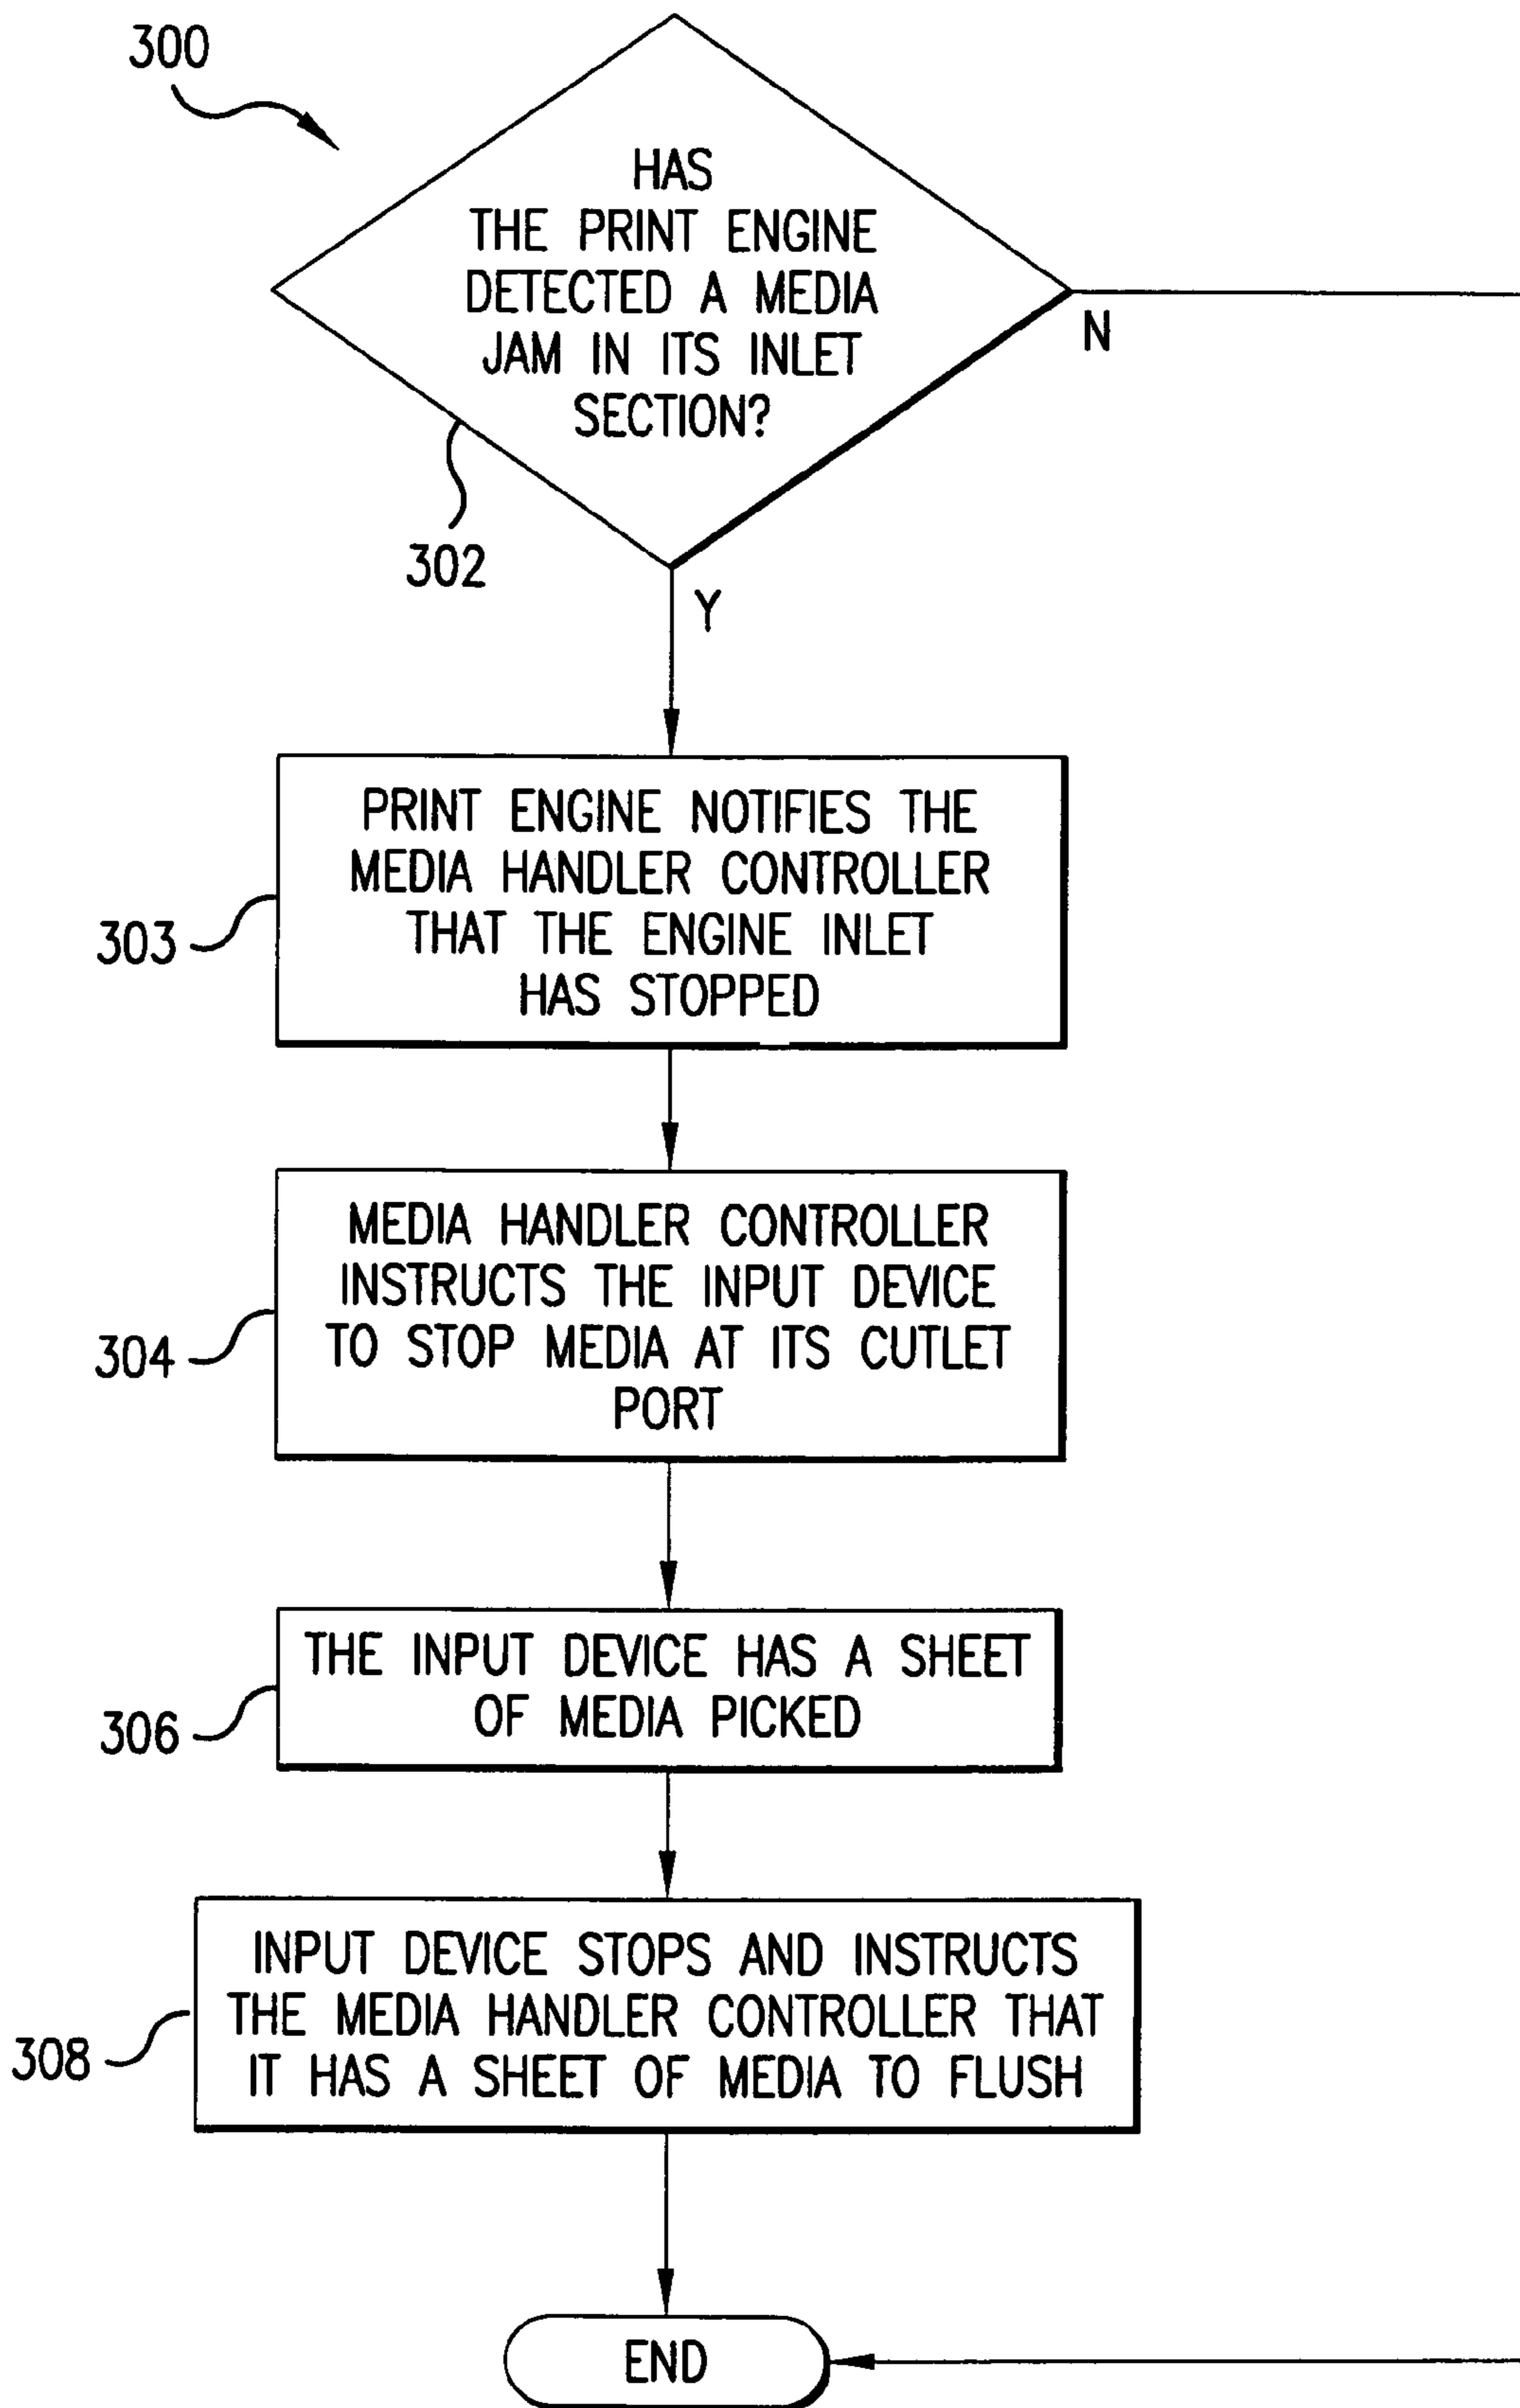 300
HAS
THE PRINT ENGINE
DETECTED A MEDIA
JAM IN ITS INLET
SECTION?
N
302
Y
PRINT ENGINE NOTIFIES THE
MEDIA HANDLER CONTROLLER
THAT THE ENGINE INLET
HAS STOPPED
303
MEDIA HANDLER CONTROLLER
INSTRUCTS THE INPUT DEVICE
TO STOP MEDIA AT ITS CUTLET
PORT
304
THE INPUT DEVICE HAS A SHEET
OF MEDIA PICKED
306
INPUT DEVICE STOPS AND INSTRUCTS
THE MEDIA HANDLER CONTROLLER THAT
IT HAS A SHEET OF MEDIA TO FLUSH
308
END